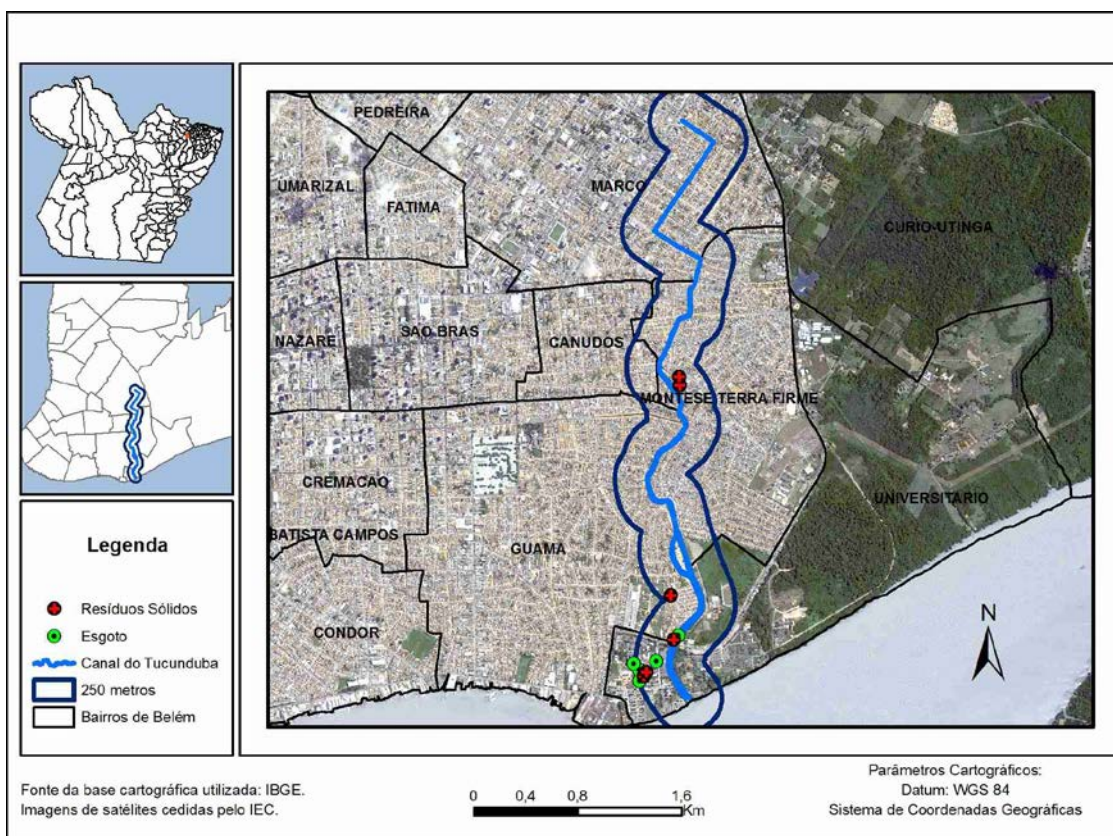 PEDREIRA
UMARIZAL
FATIMA
MARCO
CURIO-UTINGA
NAZARE
SAO BRAS
CANUDOS
MONTESE/TERRA FIRME
CREMACAO
UNIVERSITARIO
BATISTA CAMPOS
GUAMA
CONDOR
N
Legenda
Resíduos Sólidos
Esgoto
Canal do Tucunduba
250 metros
Bairros de Belém
Fonte da base cartográfica utilizada: IBGE.
Imagens de satélites cedidas pelo IEC.
0 0,4 0,8 1,6
Km
Parâmetros Cartográficos:
Datum: WGS 84
Sistema de Coordenadas Geográficas